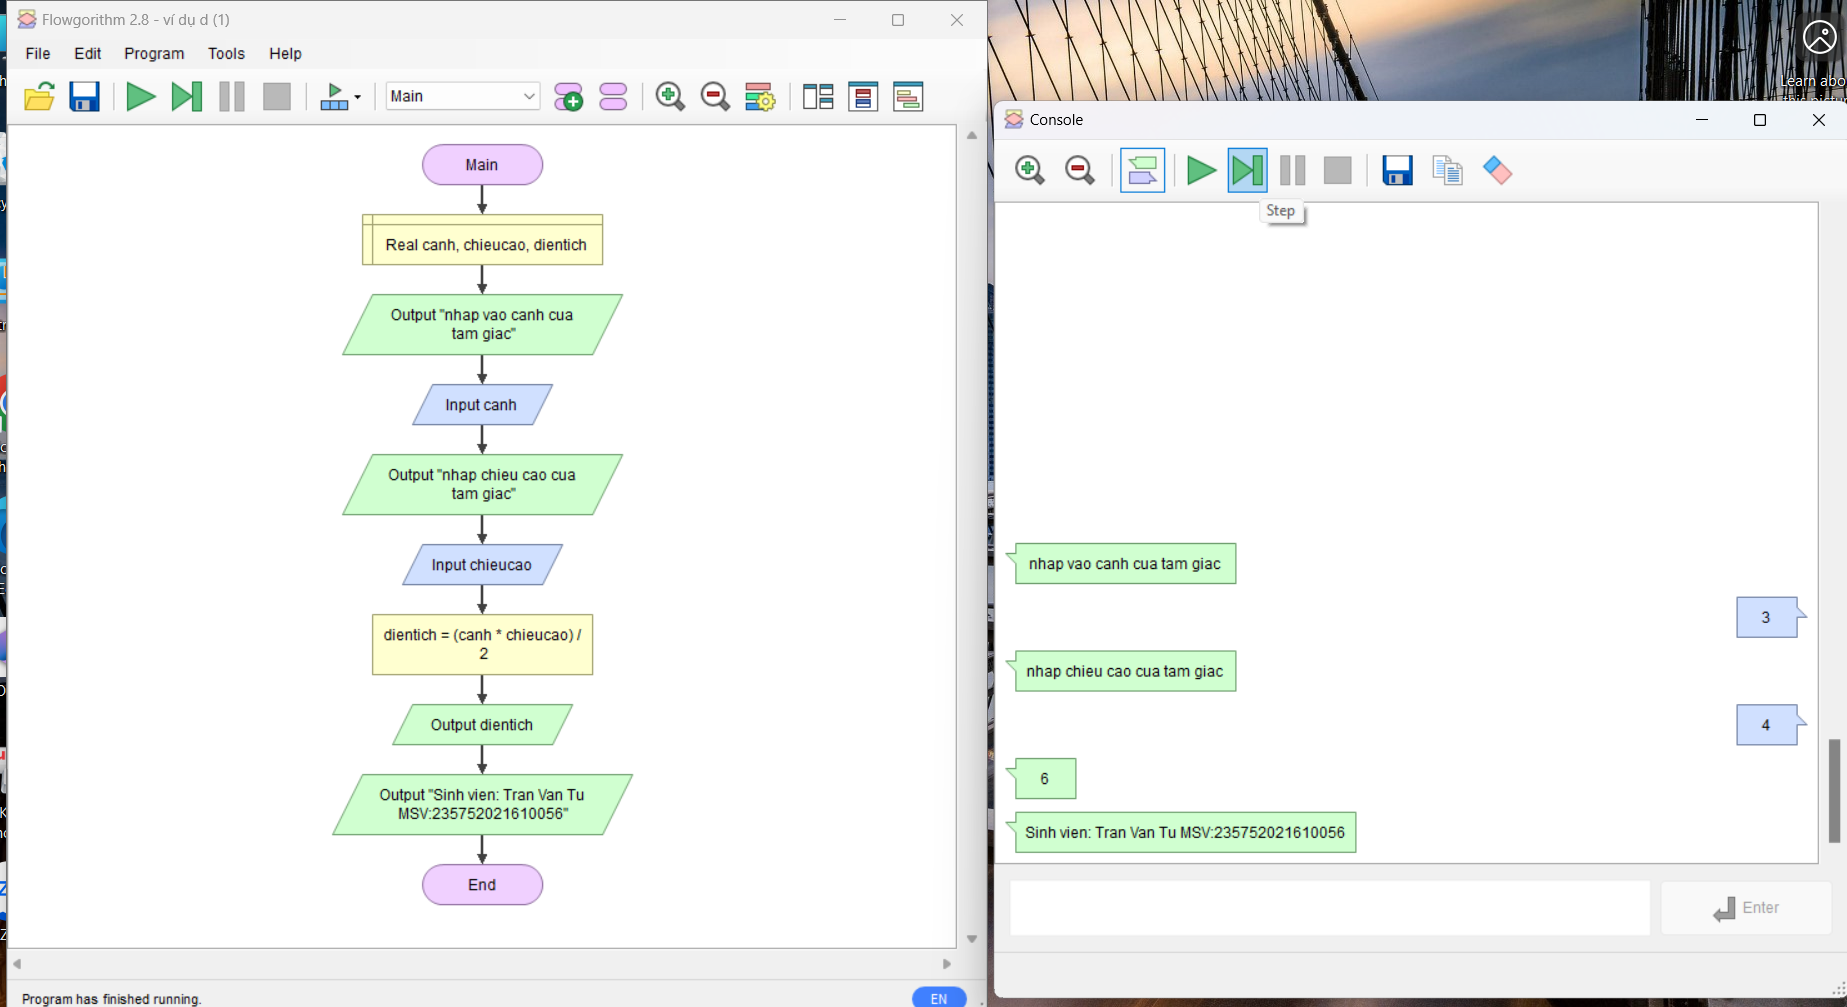 Flowgorithm 2.8 - ví dụ d (1)
File Edit Program Tools Help
Main
Main
Real canh, chieucao, dientich
Output "nhap vao canh cua
tam giac"
Input canh
Output "nhap chieu cao cua
tam giac"
Input chieucao
dientich = (canh * chieucao) /
2
Output dientich
Output "Sinh vien: Tran Van Tu
MSV:235752021610056"
End
Program has finished running.
EN
Learn abo
Console
Step
nhap vao canh cua tam giac
3
nhap chieu cao cua tam giac
4
6
Sinh vien: Tran Van Tu MSV:235752021610056
Enter